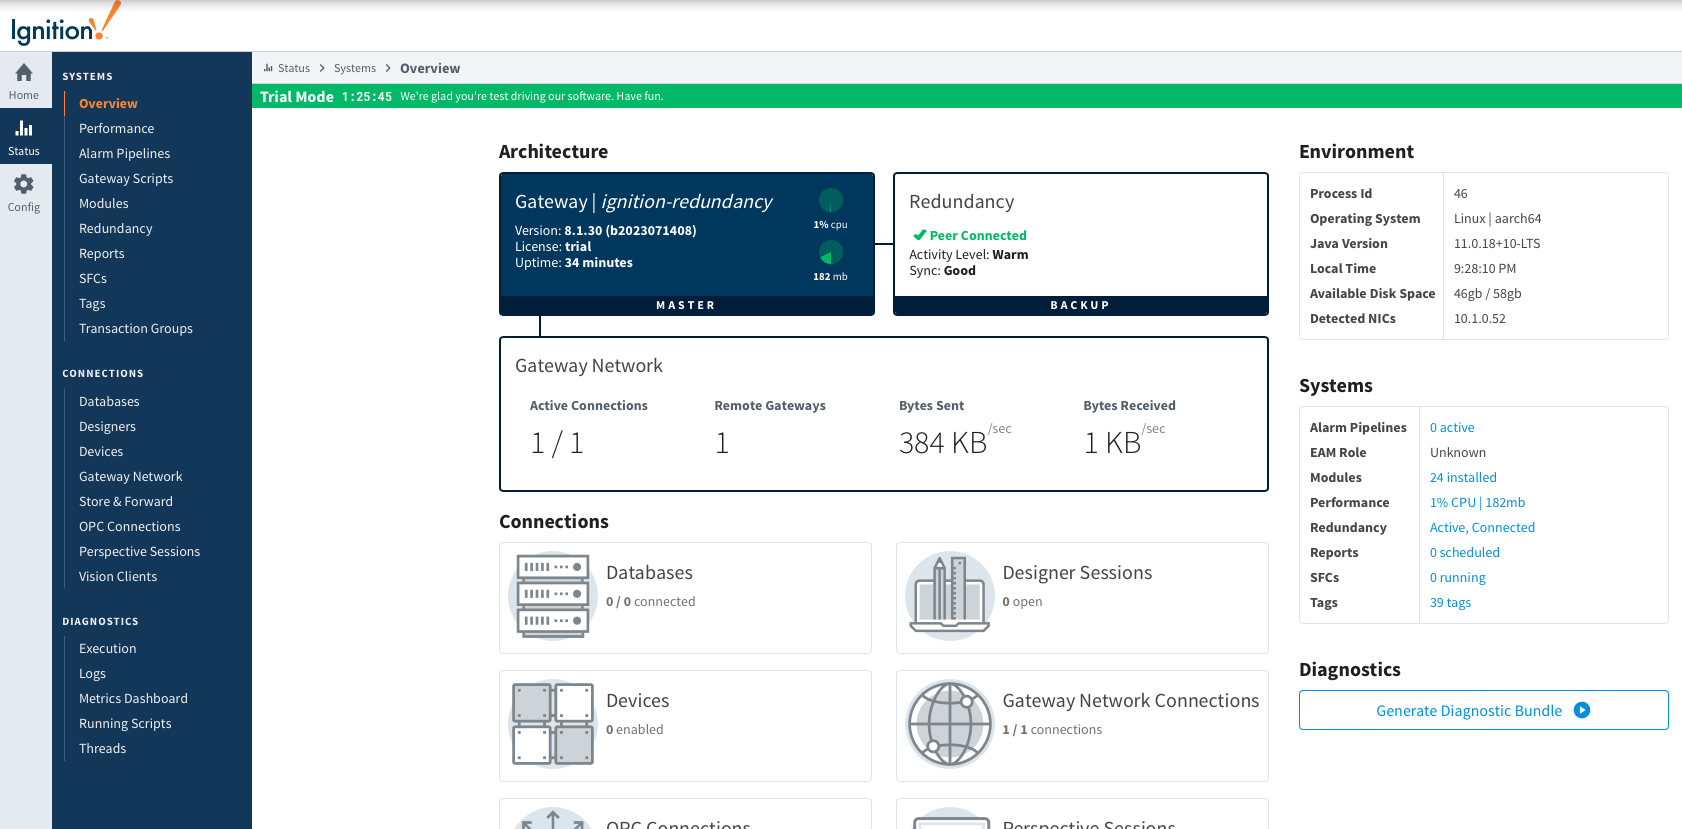 Ignition!
Home
Status
Config
SYSTEMS
Overview
Performance
Alarm Pipelines
Gateway Scripts
Modules
Redundancy
Reports
SFCs
Tags
Transaction Groups
CONNECTIONS
Databases
Designers
Devices
Gateway Network
Store & Forward
OPC Connections
Perspective Sessions
Vision Clients
DIAGNOSTICS
Execution
Logs
Metrics Dashboard
Running Scripts
Threads
Status > Systems > Overview
Trial Mode 1:25:45 We're glad you're test driving our software. Have fun.
Architecture
Gateway | ignition-redundancy
Version: 8.1.30 (b2023071408)
License: trial
Uptime: 34 minutes
1% cpu
182 mb
MASTER
Redundancy
Peer Connected
Activity Level: Warm
Sync: Good
BACKUP
Gateway Network
Active Connections Remote Gateways Bytes Sent Bytes Received
1 / 1 1 384 KB/sec 1 KB/sec
Connections
Databases
0 / 0 connected
Designer Sessions
0 open
Devices
0 enabled
Gateway Network Connections
1 / 1 connections
OPC Connections
Perspective Sessions
Environment
Process Id 46
Operating System Linux | aarch64
Java Version 11.0.18+10-LTS
Local Time 9:28:10 PM
Available Disk Space 46gb / 58gb
Detected NICs 10.1.0.52
Systems
Alarm Pipelines 0 active
EAM Role Unknown
Modules 24 installed
Performance 1% CPU | 182mb
Redundancy Active, Connected
Reports 0 scheduled
SFCs 0 running
Tags 39 tags
Diagnostics
Generate Diagnostic Bundle